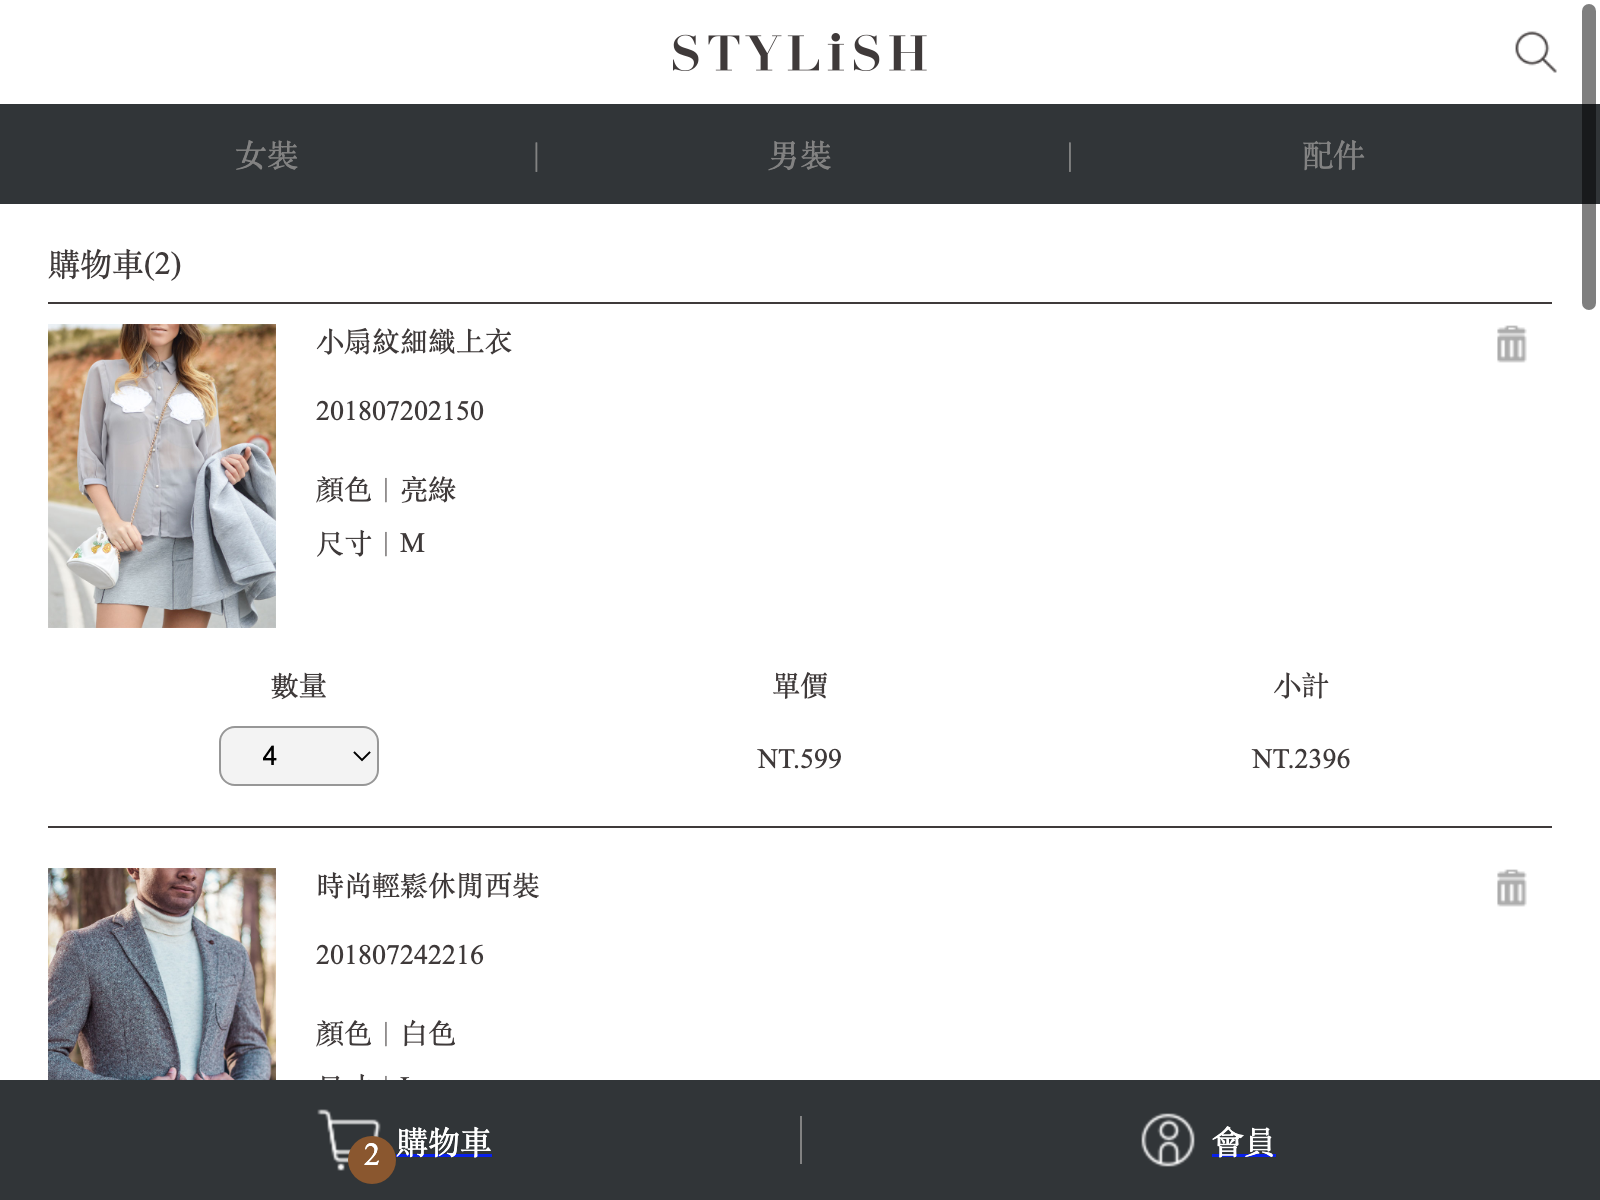 STYLiSH
女裝 | 男裝 | 配件
購物車(2)
小扇紋細織上衣
201807202150
顏色｜亮綠
尺寸｜M
數量 單價 小計
4 NT.599 NT.2396
時尚輕鬆休閒西裝
201807242216
顏色｜白色
2 購物車 | 會員